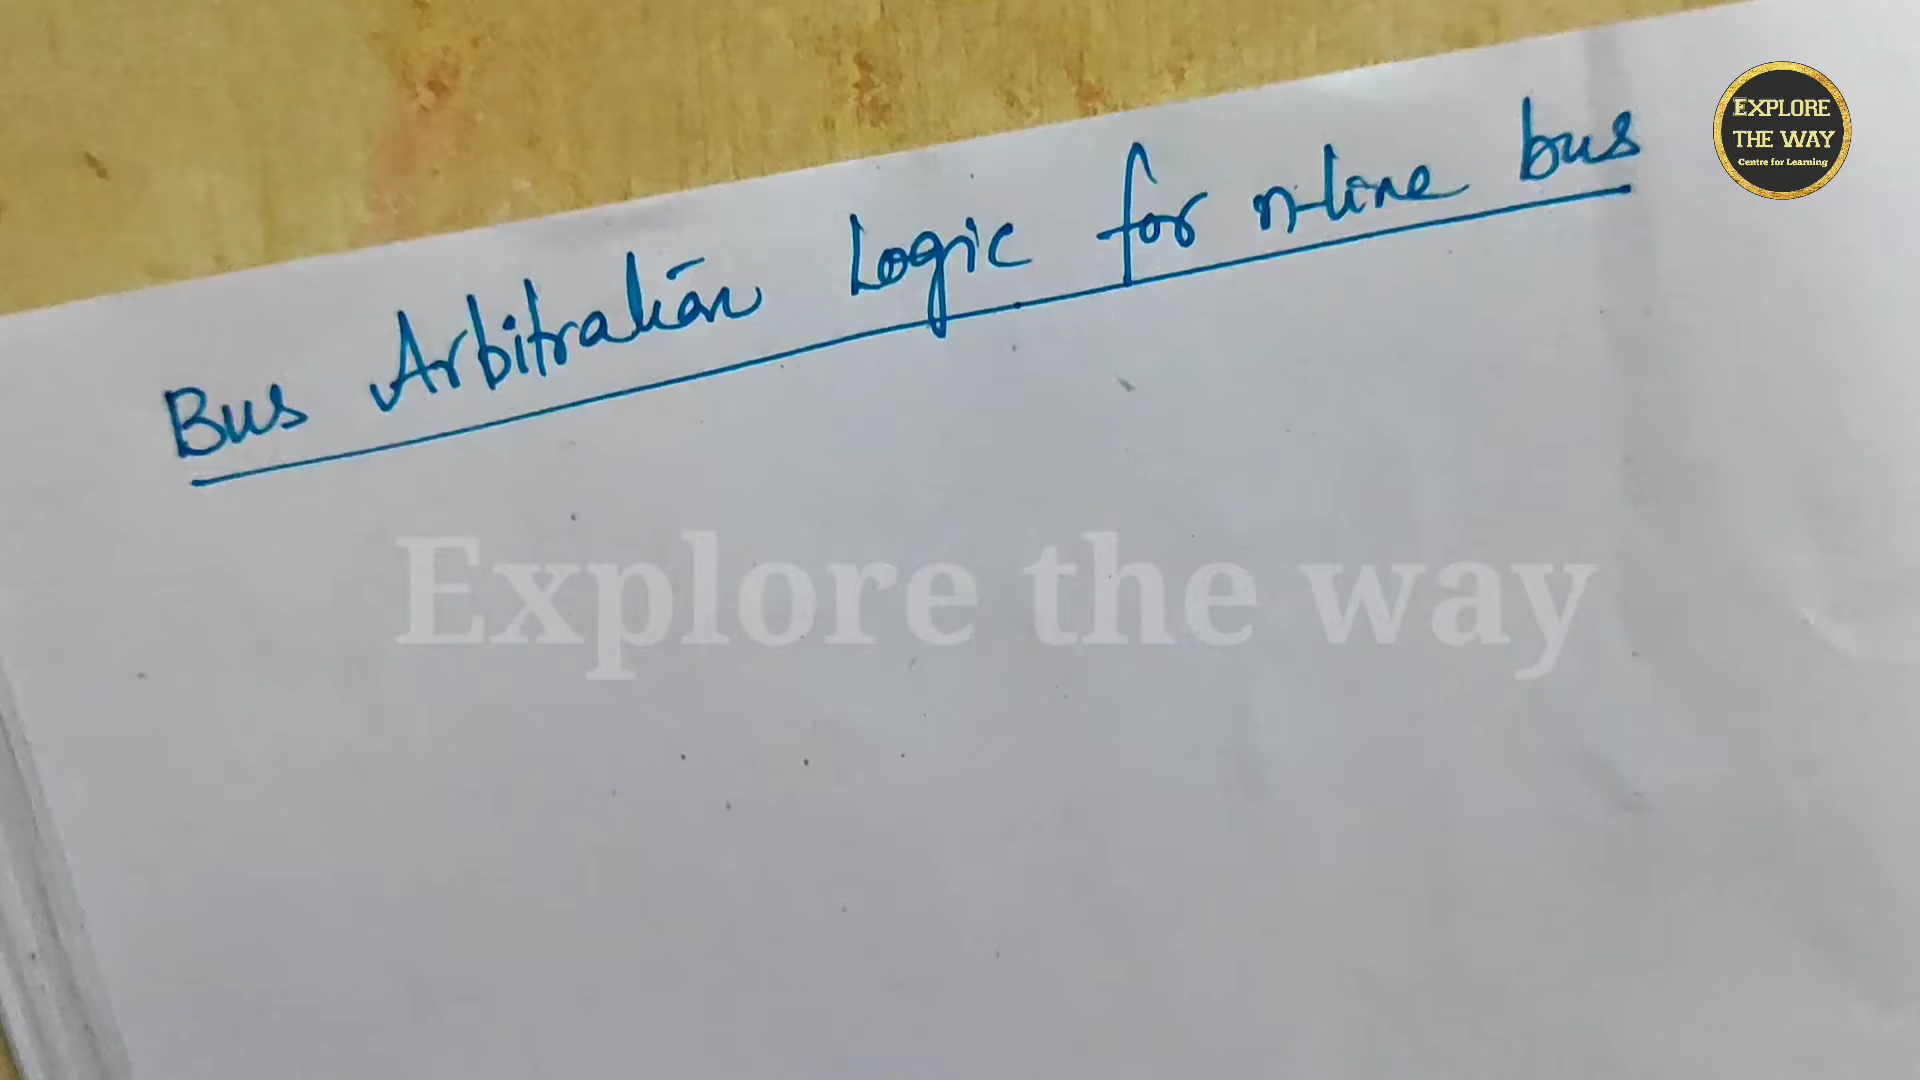 EXPLORE
THE WAY
Centre for Learning
Bus Arbitration Logic for n-line bus
Explore the way